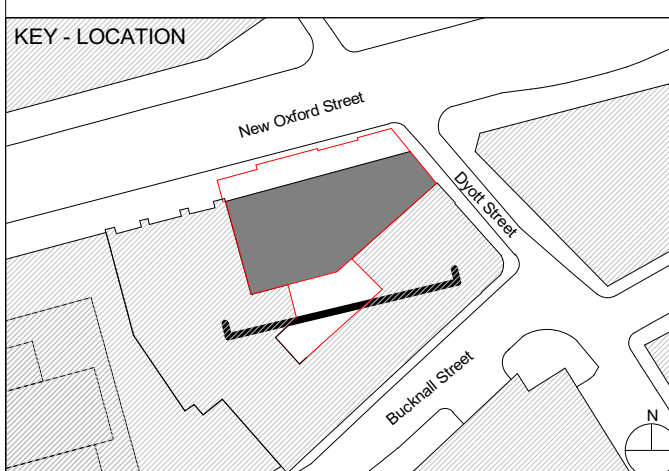 KEY - LOCATION
New Oxford Street
Dyott Street
Bucknall Street
N